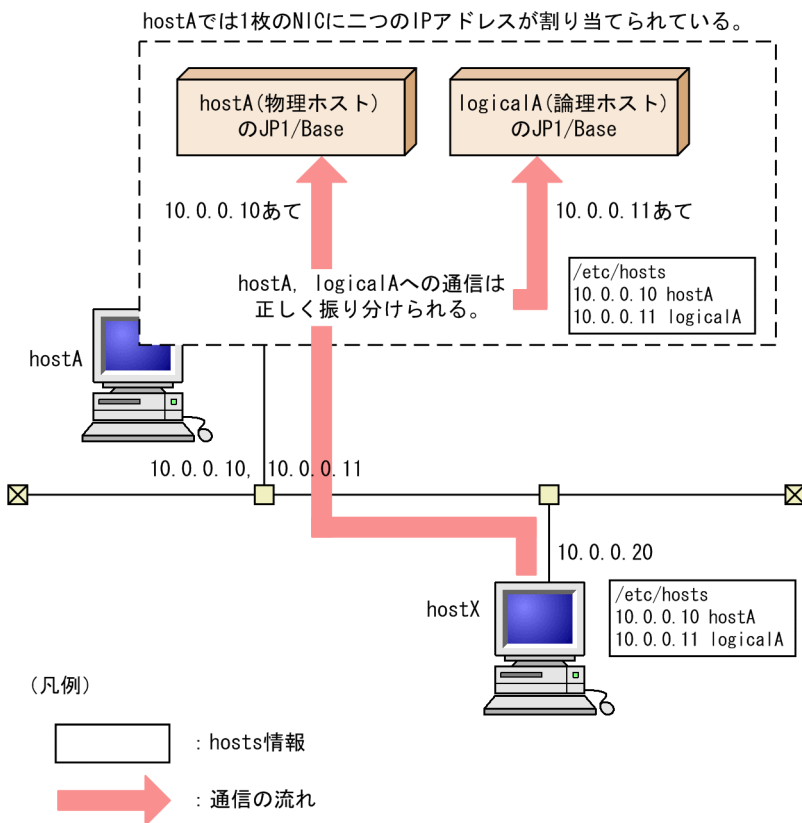 hostAでは1枚のNICに二つのIPアドレスが割り当てられている。
hostA(物理ホスト)
のJP1/Base
logicalA(論理ホスト)
のJP1/Base
10.0.0.10あて
10.0.0.11あて
hostA, logicalAへの通信は
正しく振り分けられる。
/etc/hosts
10.0.0.10 hostA
10.0.0.11 logicalA
hostA
10.0.0.10, 10.0.0.11
10.0.0.20
hostX
/etc/hosts
10.0.0.10 hostA
10.0.0.11 logicalA
(凡例)
：hosts情報
：通信の流れ